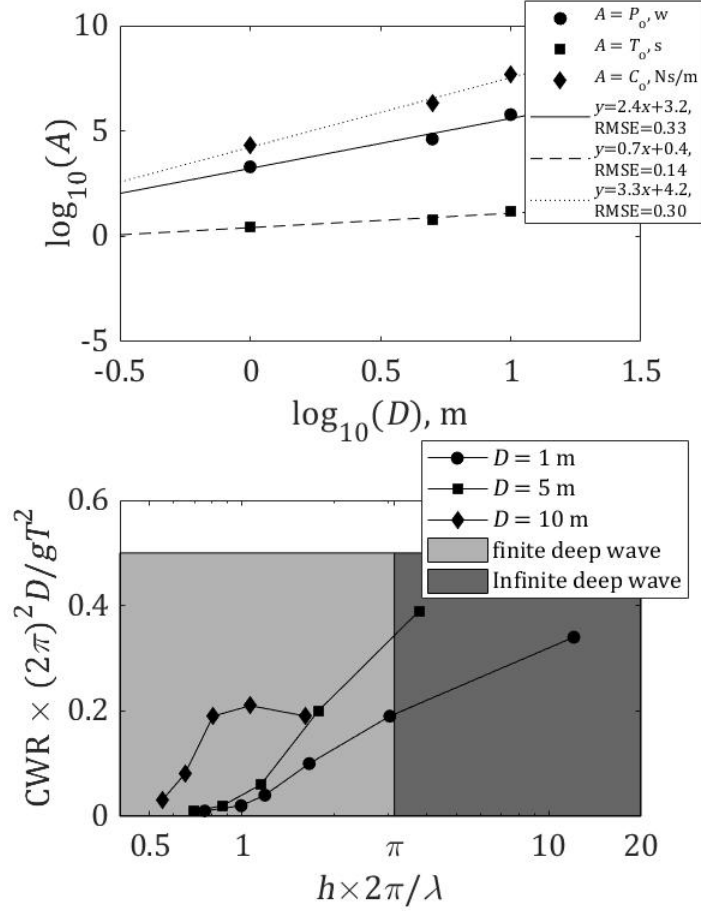 10
5
0
-5
log₁₀(A)
-0.5
0
0.5
1
1.5
log₁₀(D), m
A = Pₒ, w
A = Tₒ, s
A = Cₒ, Ns/m
y=2.4x+3.2,
RMSE=0.33
y=0.7x+0.4,
RMSE=0.14
y=3.3x+4.2,
RMSE=0.30
D = 1 m
D = 5 m
D = 10 m
finite deep wave
Infinite deep wave
0.6
0.4
0.2
0
CWR × (2π)²D/gT²
0.5
1
π
10
20
h×2π/λ